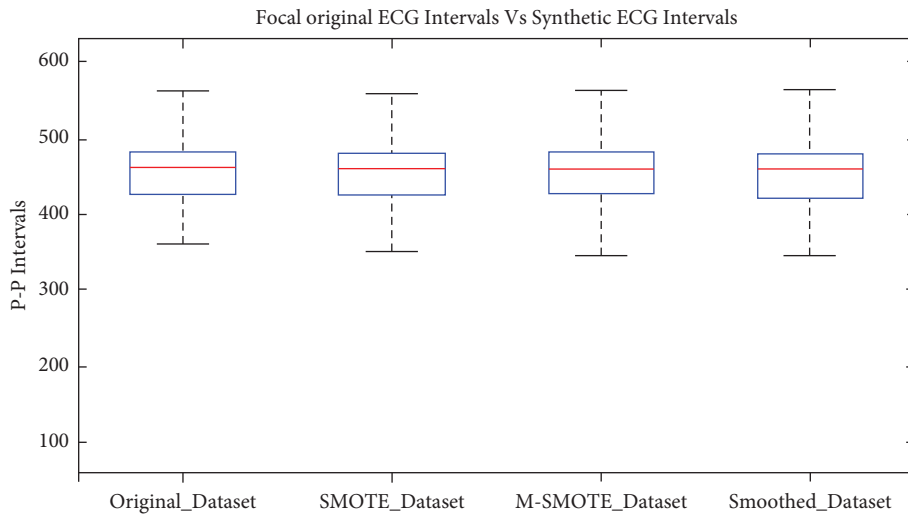 Focal original ECG Intervals Vs Synthetic ECG Intervals
600
500
400
300
200
100
P-P Intervals
Original_Dataset
SMOTE_Dataset
M-SMOTE_Dataset
Smoothed_Dataset